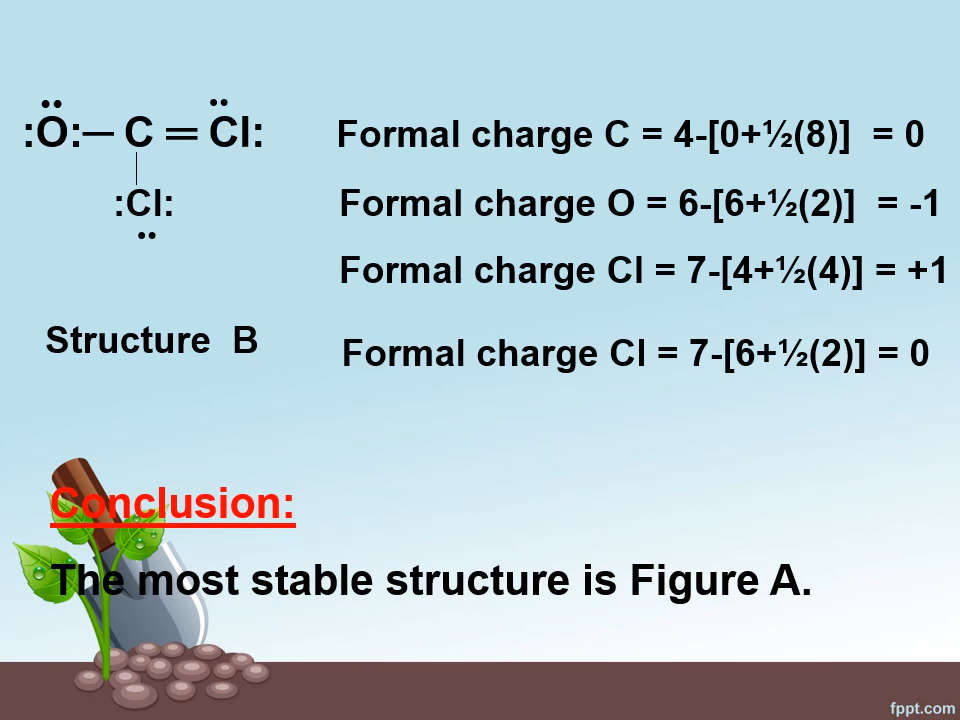 :Ö:─ C ═ C̈l:
:C̤l:
Structure B
Formal charge C = 4-[0+½(8)] = 0
Formal charge O = 6-[6+½(2)] = -1
Formal charge Cl = 7-[4+½(4)] = +1
Formal charge Cl = 7-[6+½(2)] = 0
Conclusion:
The most stable structure is Figure A.
fppt.com